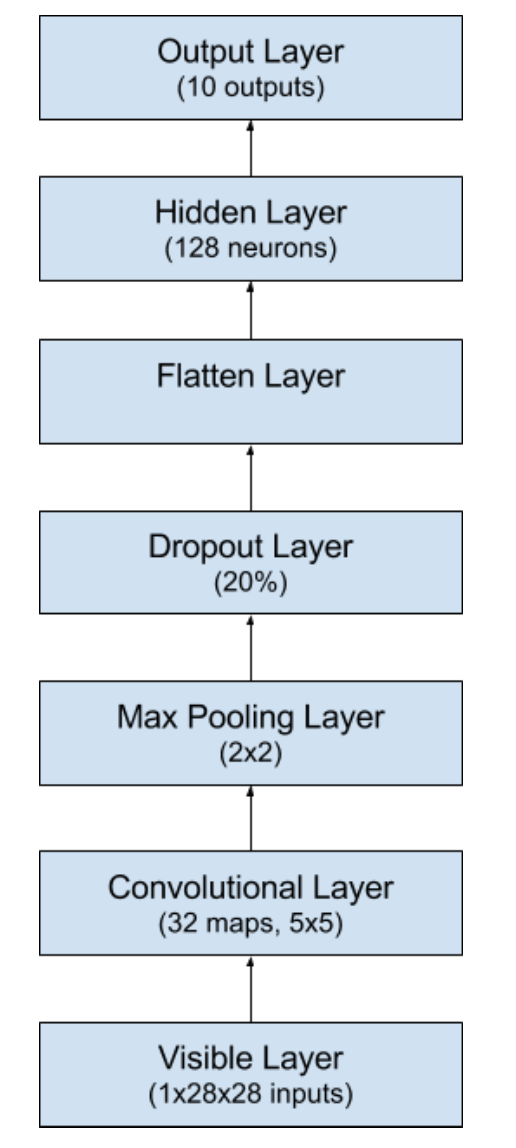 Output Layer
(10 outputs)
Hidden Layer
(128 neurons)
Flatten Layer
Dropout Layer
(20%)
Max Pooling Layer
(2x2)
Convolutional Layer
(32 maps, 5x5)
Visible Layer
(1x28x28 inputs)